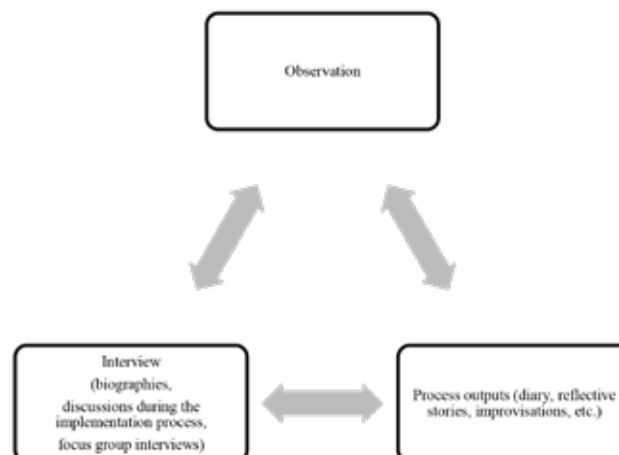 Observation
Interview
(biographies,
discussions during the
implementation process,
focus group interviews)
Process outputs (diary, reflective
stories, improvisations, etc.)